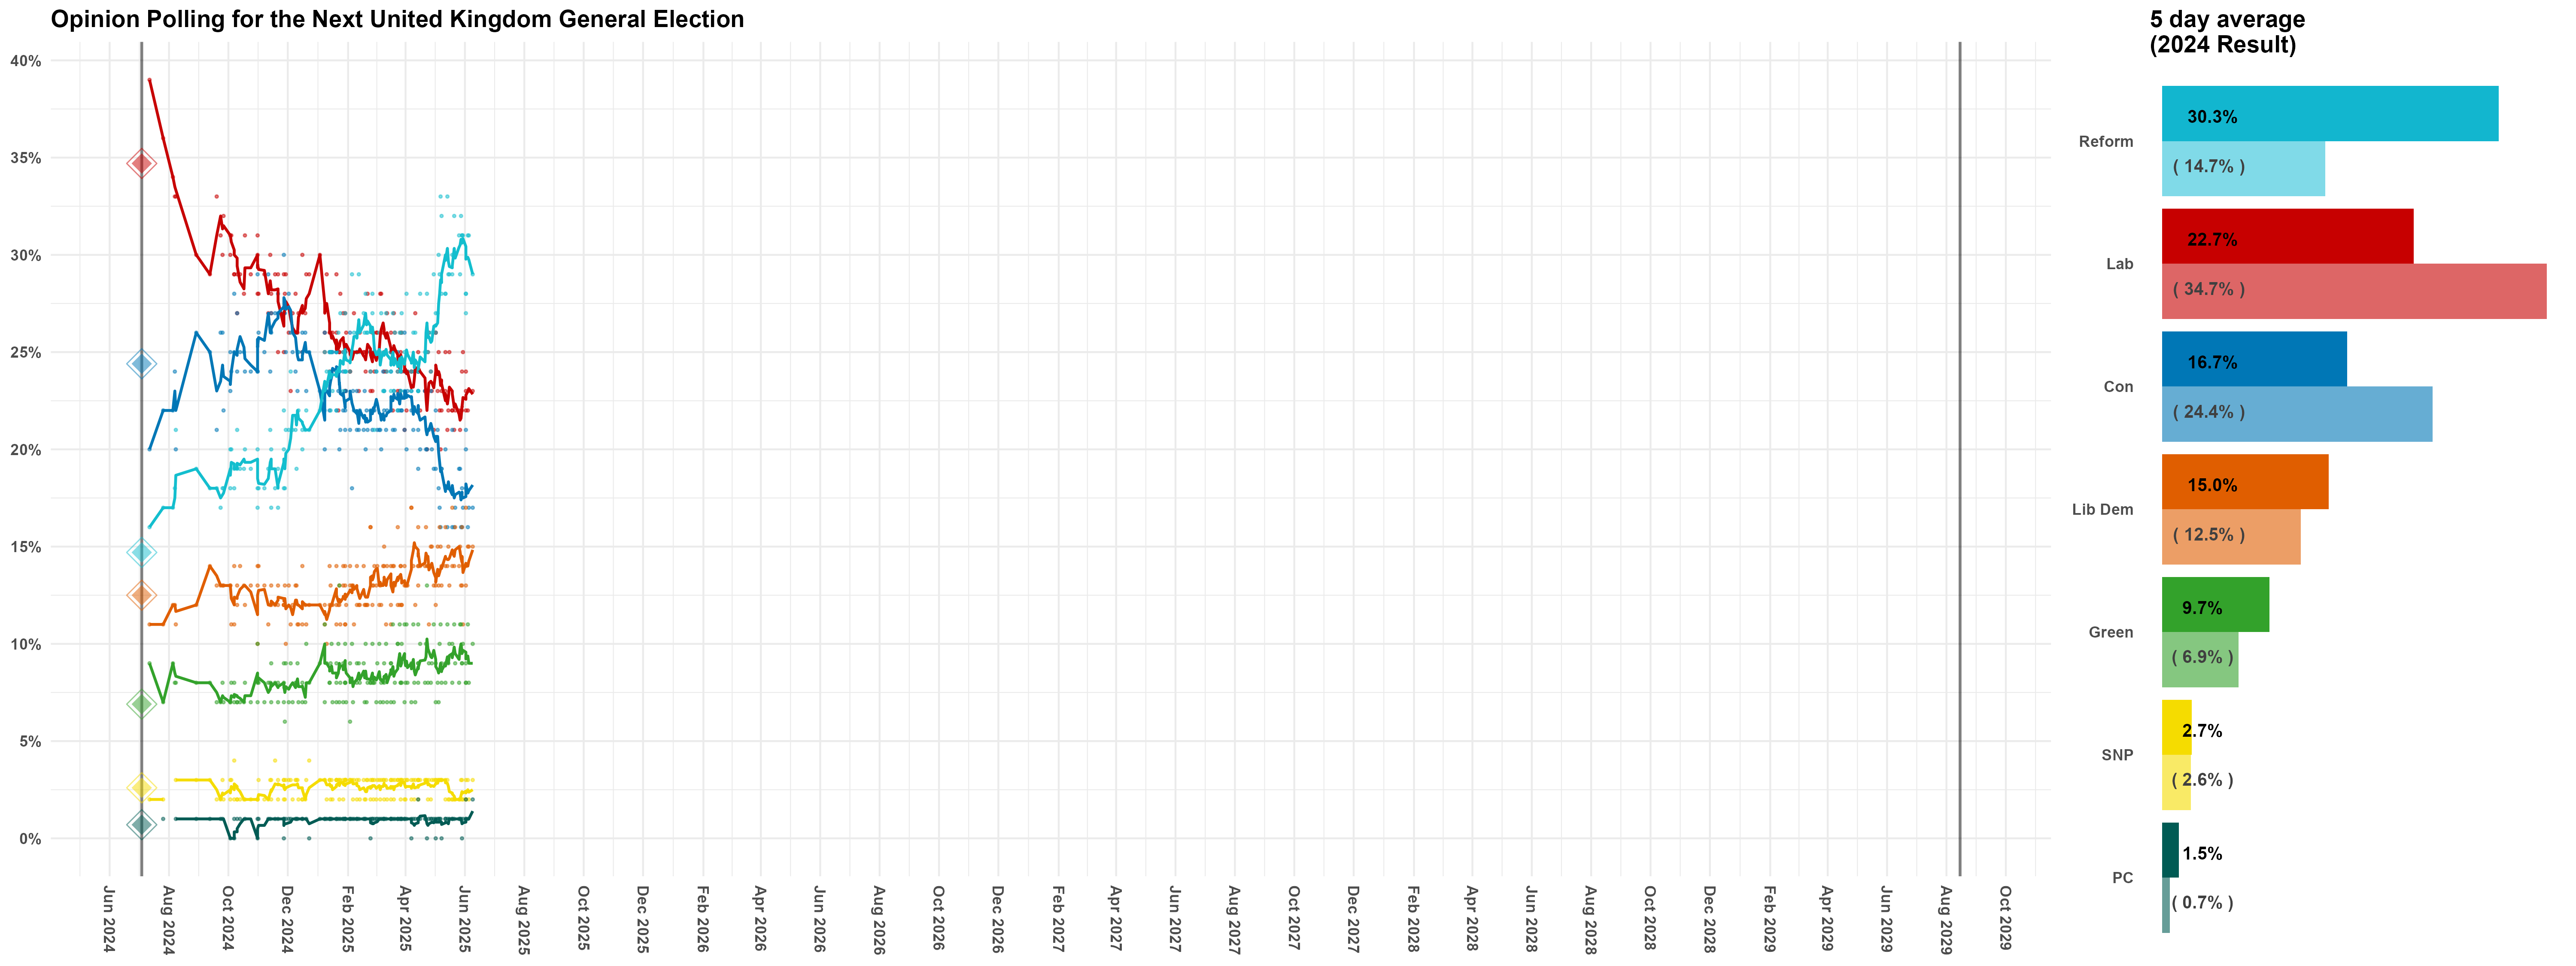 Opinion Polling for the Next United Kingdom General Election
40%
35%
30%
25%
20%
15%
10%
5%
0%
Jun 2024
Aug 2024
Oct 2024
Dec 2024
Feb 2025
Apr 2025
Jun 2025
Aug 2025
Oct 2025
Dec 2025
Feb 2026
Apr 2026
Jun 2026
Aug 2026
Oct 2026
Dec 2026
Feb 2027
Apr 2027
Jun 2027
Aug 2027
Oct 2027
Dec 2027
Feb 2028
Apr 2028
Jun 2028
Aug 2028
Oct 2028
Dec 2028
Feb 2029
Apr 2029
Jun 2029
Aug 2029
Oct 2029
5 day average
(2024 Result)
Reform
30.3%
( 14.7% )
Lab
22.7%
( 34.7% )
Con
16.7%
( 24.4% )
Lib Dem
15.0%
( 12.5% )
Green
9.7%
( 6.9% )
SNP
2.7%
( 2.6% )
PC
1.5%
( 0.7% )